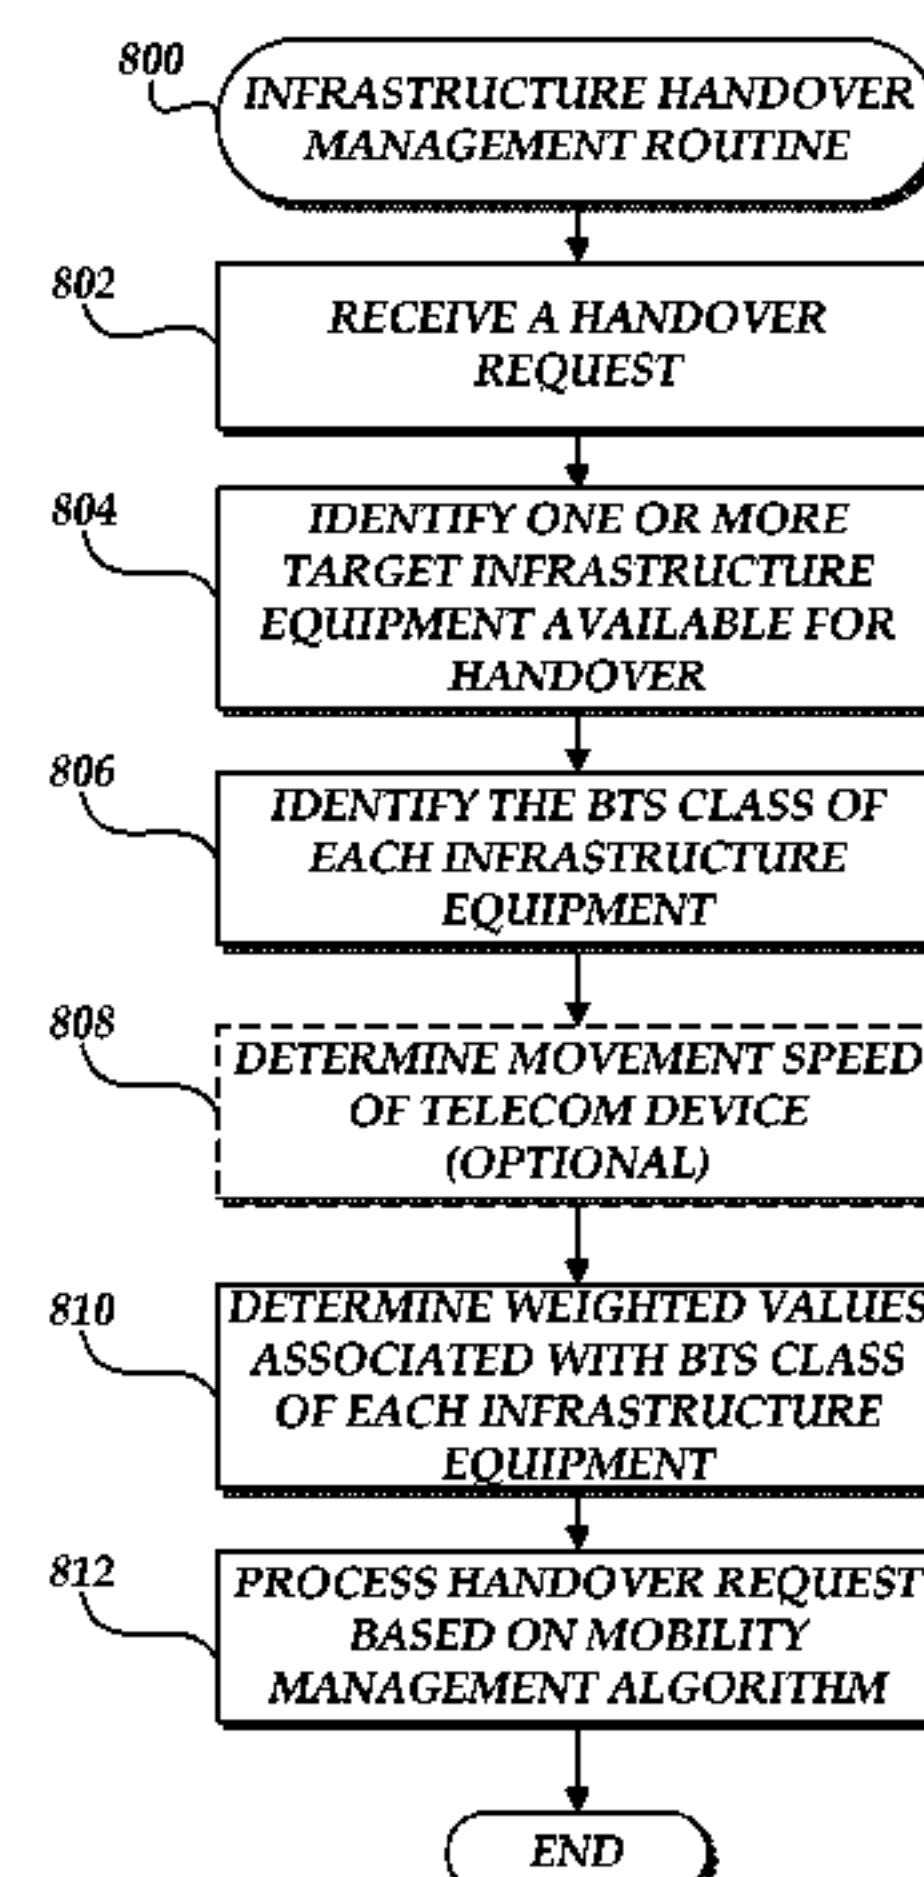 800
INFRASTRUCTURE HANDOVER
MANAGEMENT ROUTINE
802
RECEIVE A HANDOVER
REQUEST
804
IDENTIFY ONE OR MORE
TARGET INFRASTRUCTURE
EQUIPMENT AVAILABLE FOR
HANDOVER
806
IDENTIFY THE BTS CLASS OF
EACH INFRASTRUCTURE
EQUIPMENT
808
DETERMINE MOVEMENT SPEED
OF TELECOM DEVICE
(OPTIONAL)
810
DETERMINE WEIGHTED VALUES
ASSOCIATED WITH BTS CLASS
OF EACH INFRASTRUCTURE
EQUIPMENT
812
PROCESS HANDOVER REQUEST
BASED ON MOBILITY
MANAGEMENT ALGORITHM
END